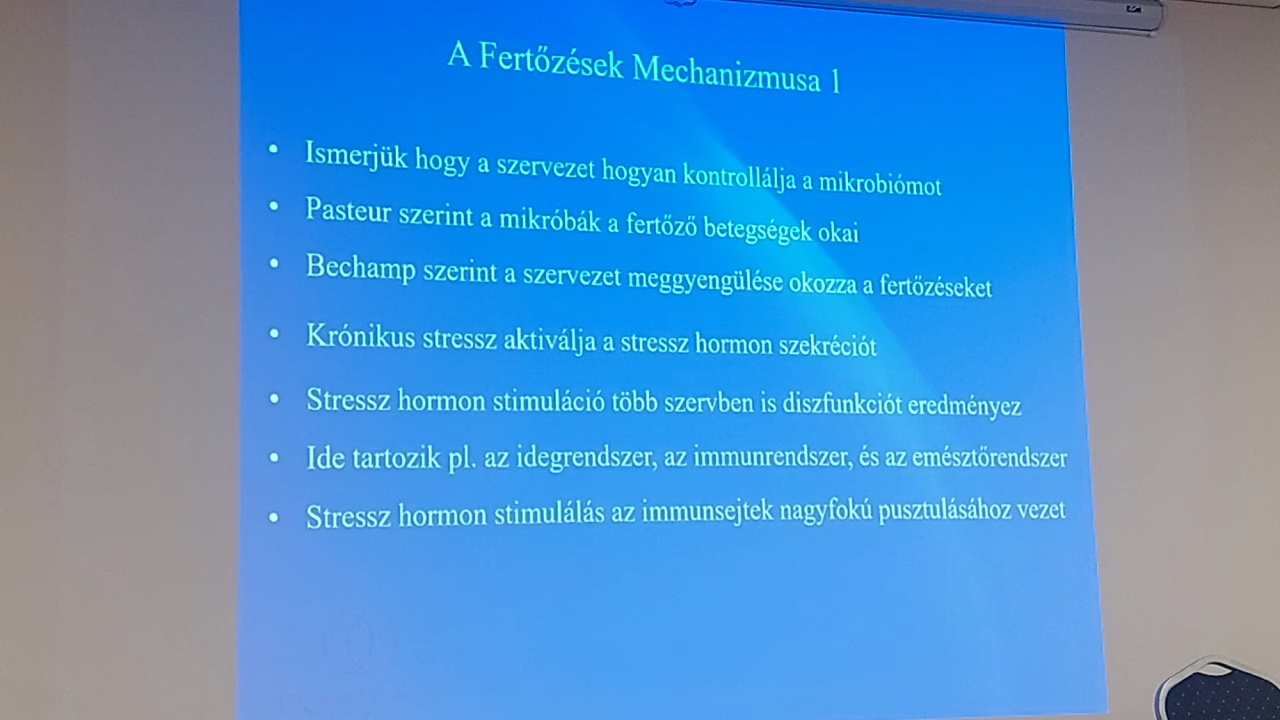 A Fertőzések Mechanizmusa 1
• Ismerjük hogy a szervezet hogyan kontrollálja a mikrobiómot
• Pasteur szerint a mikróbák a fertőző betegségek okai
• Bechamp szerint a szervezet meggyengülése okozza a fertőzéseket
• Krónikus stressz aktiválja a stressz hormon szekréciót
• Stressz hormon stimuláció több szervben is diszfunkciót eredményez
• Ide tartozik pl. az idegrendszer, az immunrendszer, és az emésztőrendszer
• Stressz hormon stimulálás az immunsejtek nagyfokú pusztulásához vezet